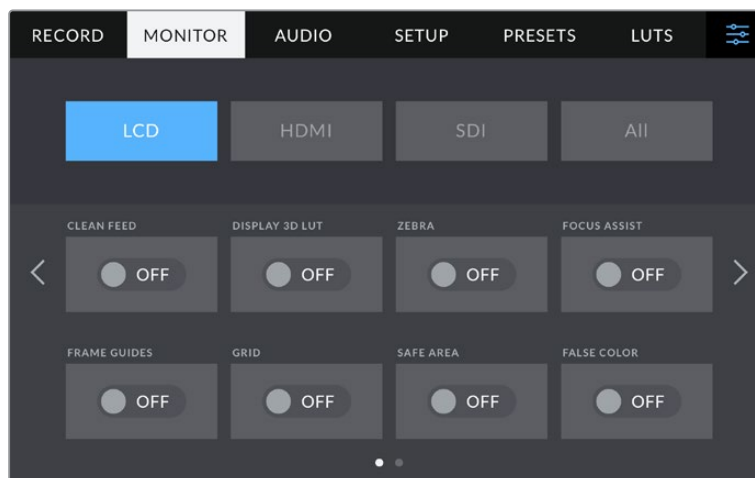 RECORD MONITOR AUDIO SETUP PRESETS LUTS
LCD HDMI SDI All
CLEAN FEED DISPLAY 3D LUT ZEBRA FOCUS ASSIST
OFF OFF OFF OFF
FRAME GUIDES GRID SAFE AREA FALSE COLOR
OFF OFF OFF OFF